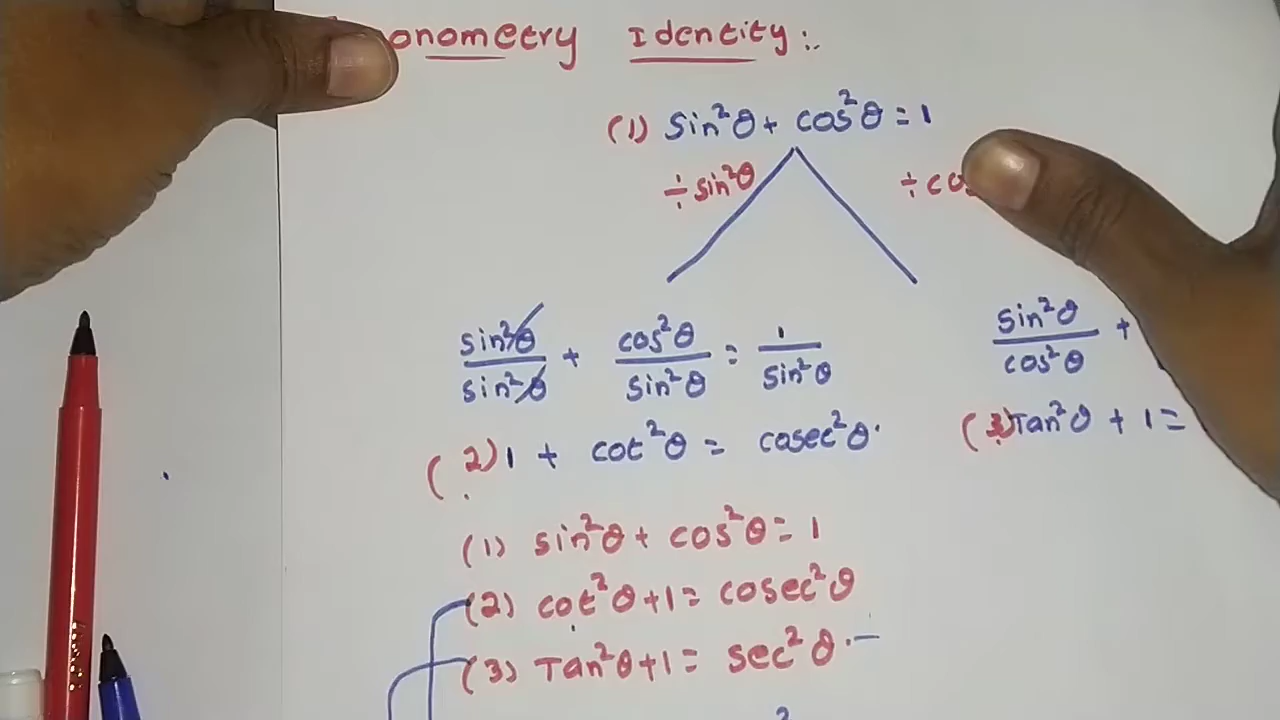 onometry Identity:
(1) sin²θ + cos²θ = 1
÷ sin²θ ÷ cos
sin²θ/sin²θ + cos²θ/sin²θ = 1/sin²θ
sin²θ/cos²θ +
(2) 1 + cot²θ = cosec²θ.
(3) Tan²θ + 1 =
(1) sin²θ + cos²θ = 1
(2) cot²θ + 1 = cosec²θ
(3) Tan²θ + 1 = sec²θ.